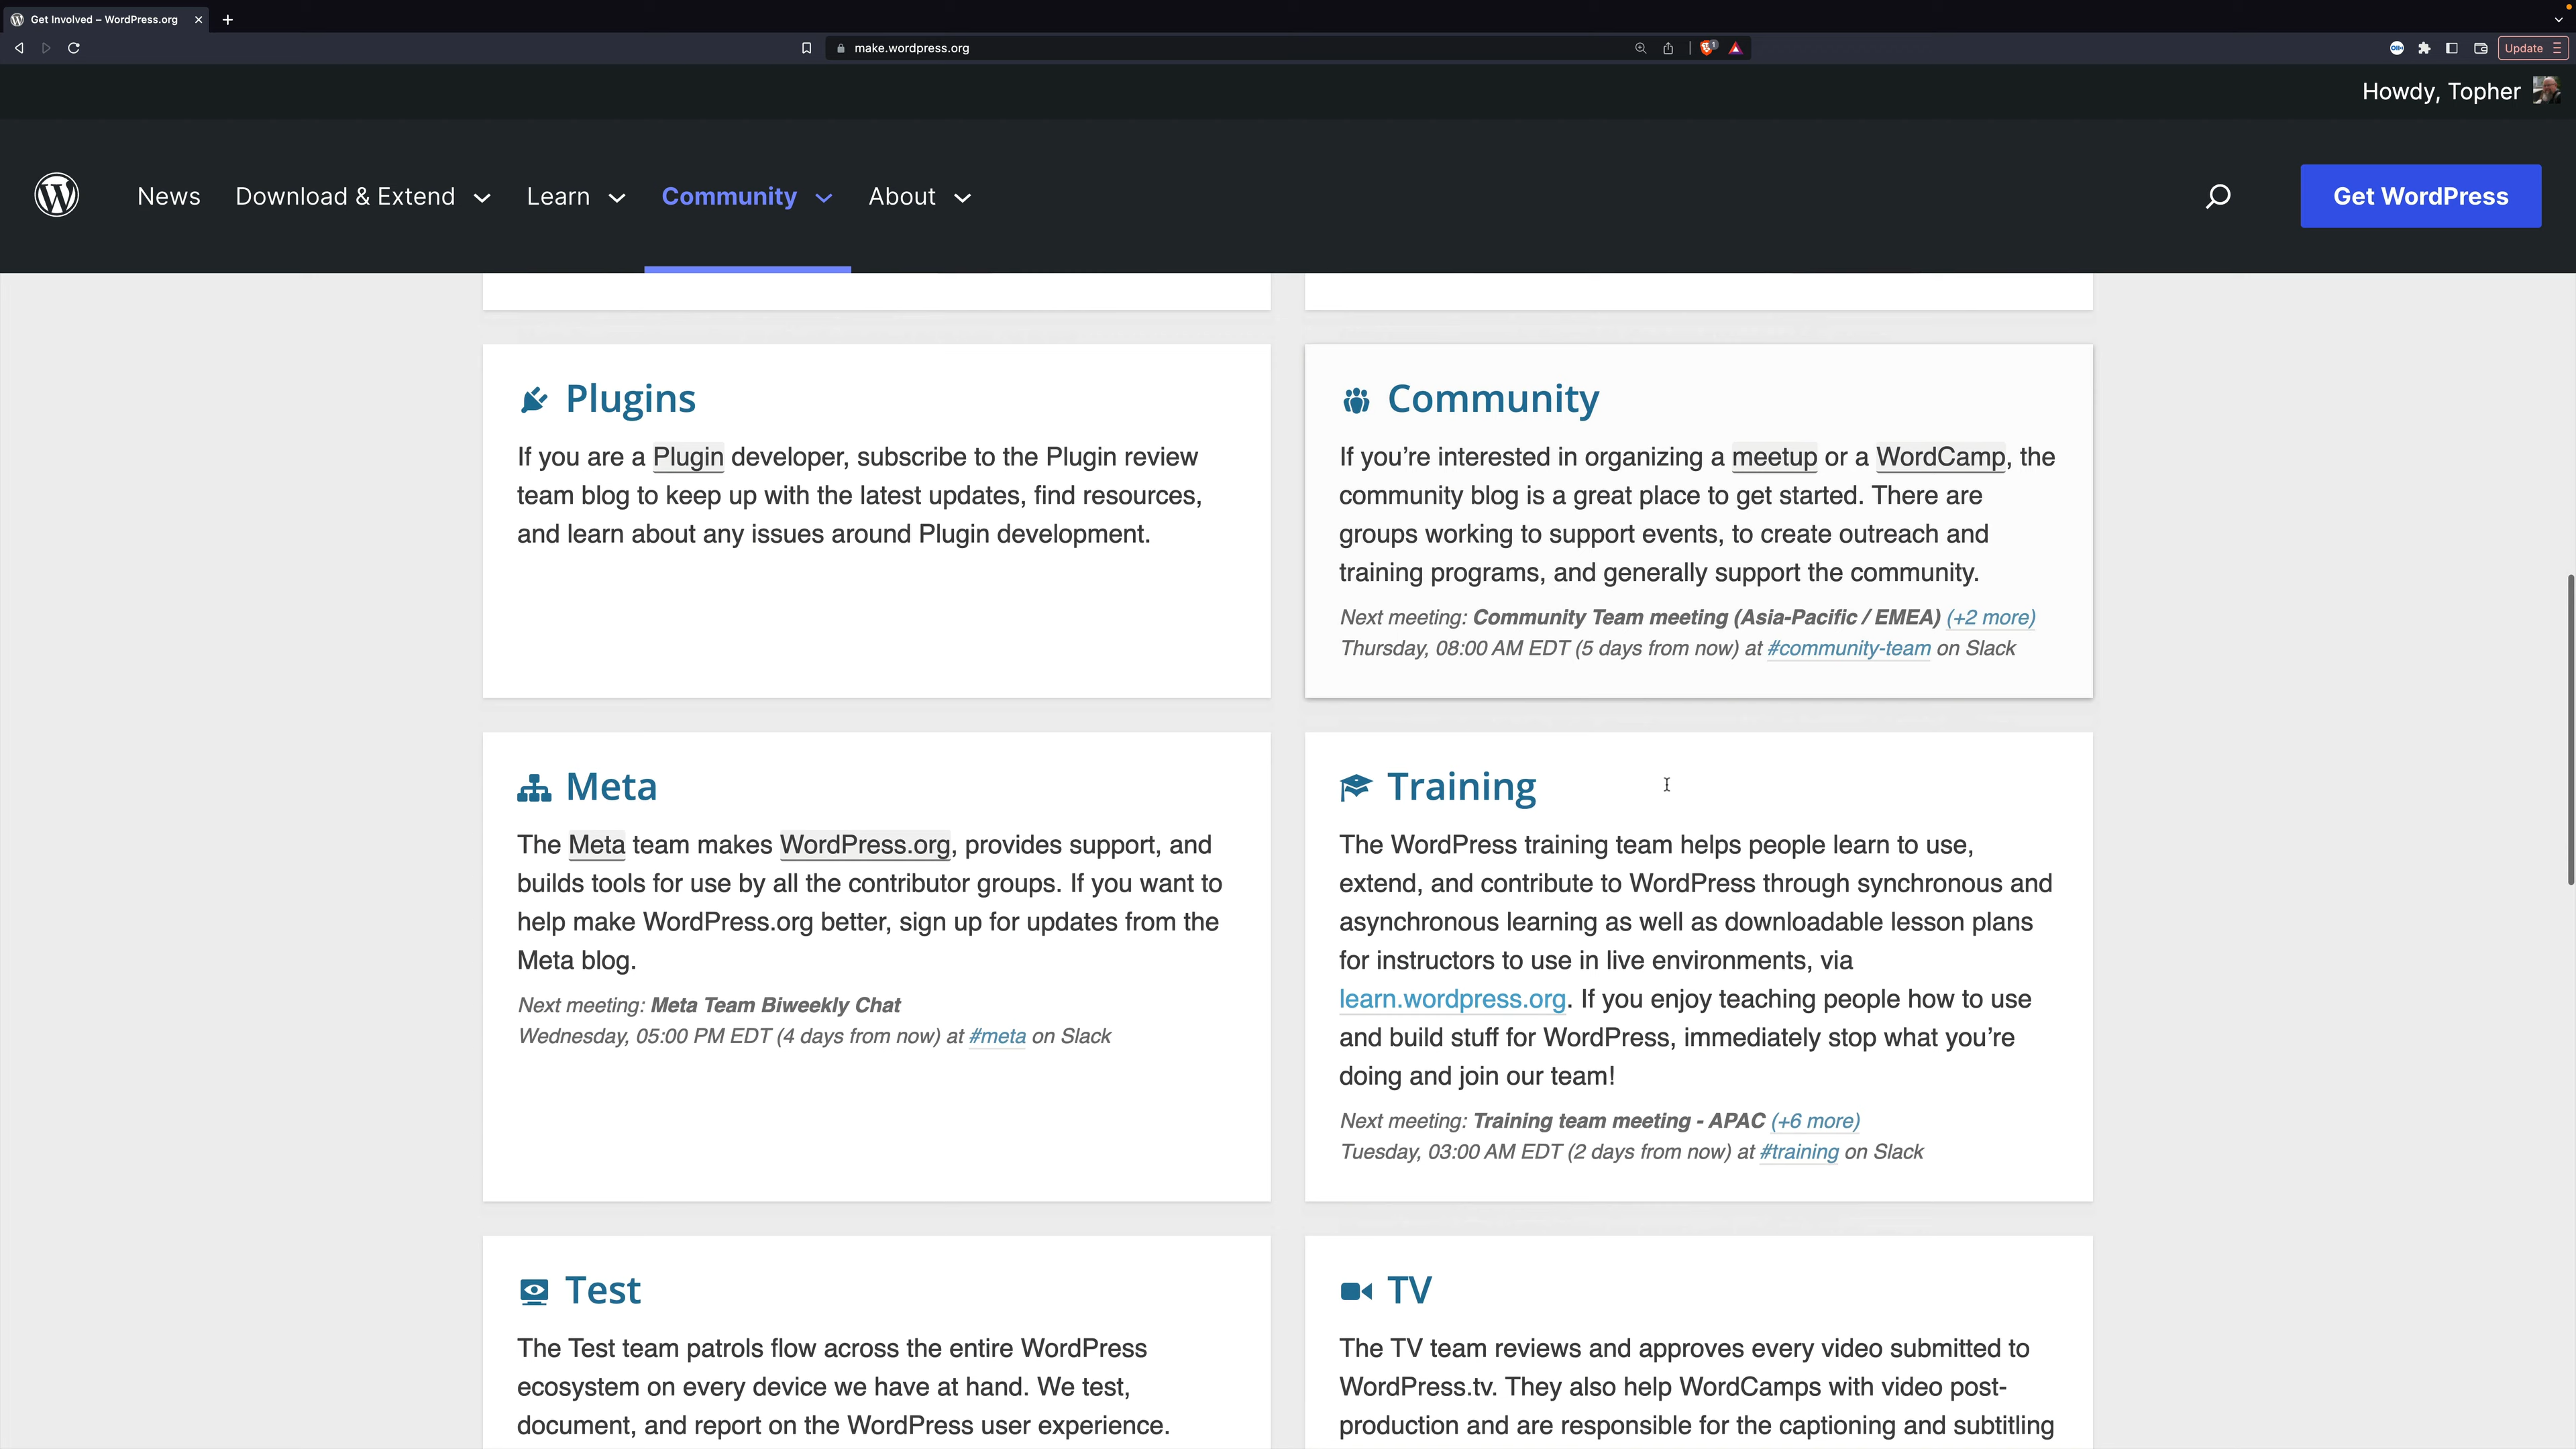 Get Involved – WordPress.org
make.wordpress.org
Update
Howdy, Topher
News Download & Extend Learn Community About
Get WordPress
Plugins
If you are a Plugin developer, subscribe to the Plugin review
team blog to keep up with the latest updates, find resources,
and learn about any issues around Plugin development.
Community
If you’re interested in organizing a meetup or a WordCamp, the
community blog is a great place to get started. There are
groups working to support events, to create outreach and
training programs, and generally support the community.
Next meeting: Community Team meeting (Asia-Pacific / EMEA) (+2 more)
Thursday, 08:00 AM EDT (5 days from now) at #community-team on Slack
Meta
The Meta team makes WordPress.org, provides support, and
builds tools for use by all the contributor groups. If you want to
help make WordPress.org better, sign up for updates from the
Meta blog.
Next meeting: Meta Team Biweekly Chat
Wednesday, 05:00 PM EDT (4 days from now) at #meta on Slack
Training
The WordPress training team helps people learn to use,
extend, and contribute to WordPress through synchronous and
asynchronous learning as well as downloadable lesson plans
for instructors to use in live environments, via
learn.wordpress.org. If you enjoy teaching people how to use
and build stuff for WordPress, immediately stop what you’re
doing and join our team!
Next meeting: Training team meeting - APAC (+6 more)
Tuesday, 03:00 AM EDT (2 days from now) at #training on Slack
Test
The Test team patrols flow across the entire WordPress
ecosystem on every device we have at hand. We test,
document, and report on the WordPress user experience.
TV
The TV team reviews and approves every video submitted to
WordPress.tv. They also help WordCamps with video post-
production and are responsible for the captioning and subtitling